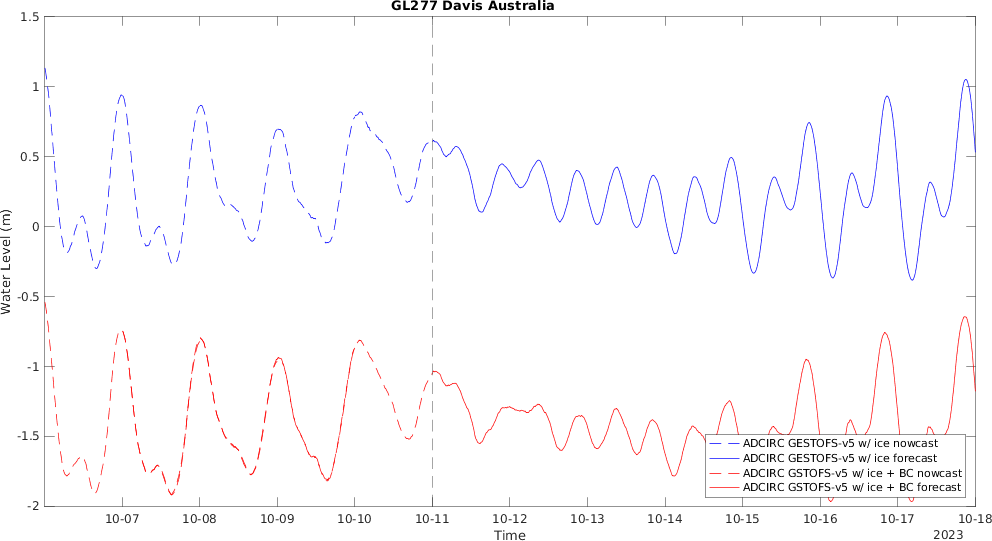 GL277 Davis Australia
1.5
1
0.5
0
-0.5
-1
-1.5
-2
Water Level (m)
ADCIRC GESTOFS-v5 w/ ice nowcast
ADCIRC GESTOFS-v5 w/ ice forecast
ADCIRC GSTOFS-v5 w/ ice + BC nowcast
ADCIRC GSTOFS-v5 w/ ice + BC forecast
10-07 10-08 10-09 10-10 10-11 10-12 10-13 10-14 10-15 10-16 10-17 10-18
Time
2023